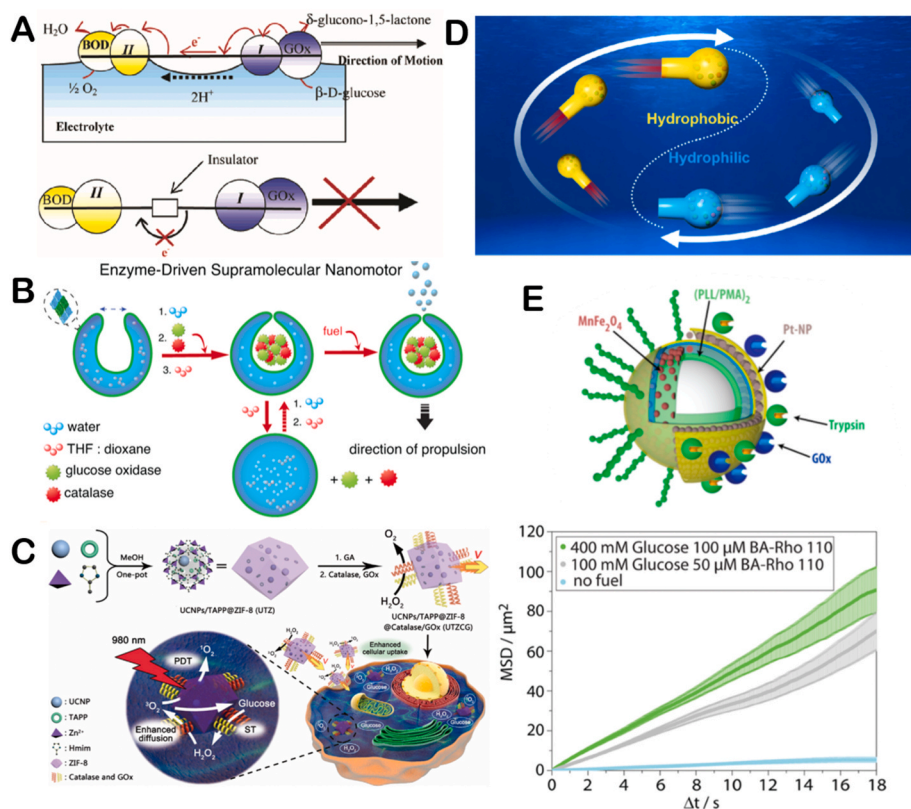 A
H₂O
BOD
II
e⁻
I
GOx
δ-glucono-1,5-lactone
Direction of Motion
½ O₂
2H⁺
β-D-glucose
Electrolyte
Insulator
BOD
II
I
GOx
e⁻
B
Enzyme-Driven Supramolecular Nanomotor
1.
2.
3.
fuel
1.
2.
water
THF : dioxane
glucose oxidase
catalase
+ +
direction of propulsion
C
MeOH
One-pot
UCNPs/TAPP@ZIF-8 (UTZ)
1. GA
2. Catalase, GOx
O₂
H₂O₂
V
UCNPs/TAPP@ZIF-8
@Catalase/GOx (UTZCG)
980 nm
PDT
¹O₂
³O₂
Glucose
Enhanced
diffusion
H₂O₂
ST
: UCNP
: TAPP
: Zn²⁺
: Hmim
: ZIF-8
: Catalase and GOx
Enhanced
cellular uptake
H₂O₂
Glucose
Glucose
H₂O₂
Glucose
H₂O₂
D
Hydrophobic
Hydrophilic
E
(PLL/PMA)₂
MnFe₂O₄
Pt-NP
Trypsin
GOx
400 mM Glucose 100 µM BA-Rho 110
100 mM Glucose 50 µM BA-Rho 110
no fuel
MSD / µm²
120
100
80
60
40
20
0
0 2 4 6 8 10 12 14 16 18
Δt / s